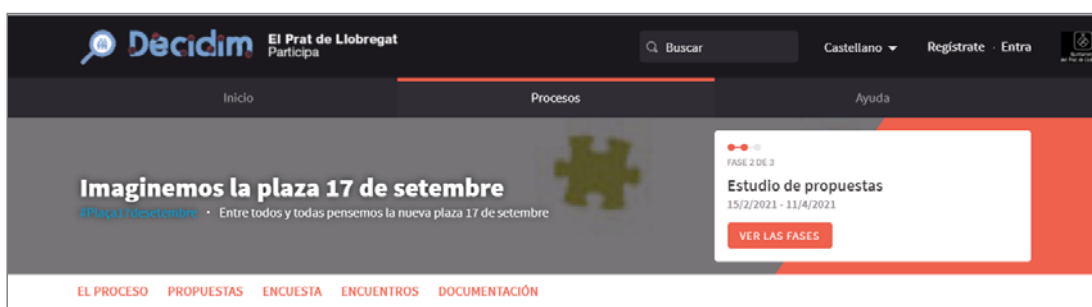 Decidim
El Prat de Llobregat
Participa
Buscar
Castellano
Regístrate · Entra
Inicio
Procesos
Ayuda
Imaginemos la plaza 17 de setembre
· Entre todos y todas pensemos la nueva plaza 17 de setembre
FASE 2 DE 3
Estudio de propuestas
15/2/2021 - 11/4/2021
VER LAS FASES
EL PROCESO PROPUESTAS ENCUESTA ENCUENTROS DOCUMENTACIÓN